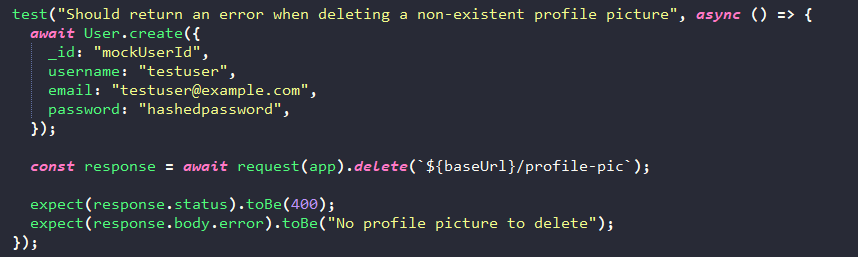 test("Should return an error when deleting a non-existent profile picture", async () => {
  await User.create({
    _id: "mockUserId",
    username: "testuser",
    email: "testuser@example.com",
    password: "hashedpassword",
  });

  const response = await request(app).delete(`${baseUrl}/profile-pic`);

  expect(response.status).toBe(400);
  expect(response.body.error).toBe("No profile picture to delete");
});